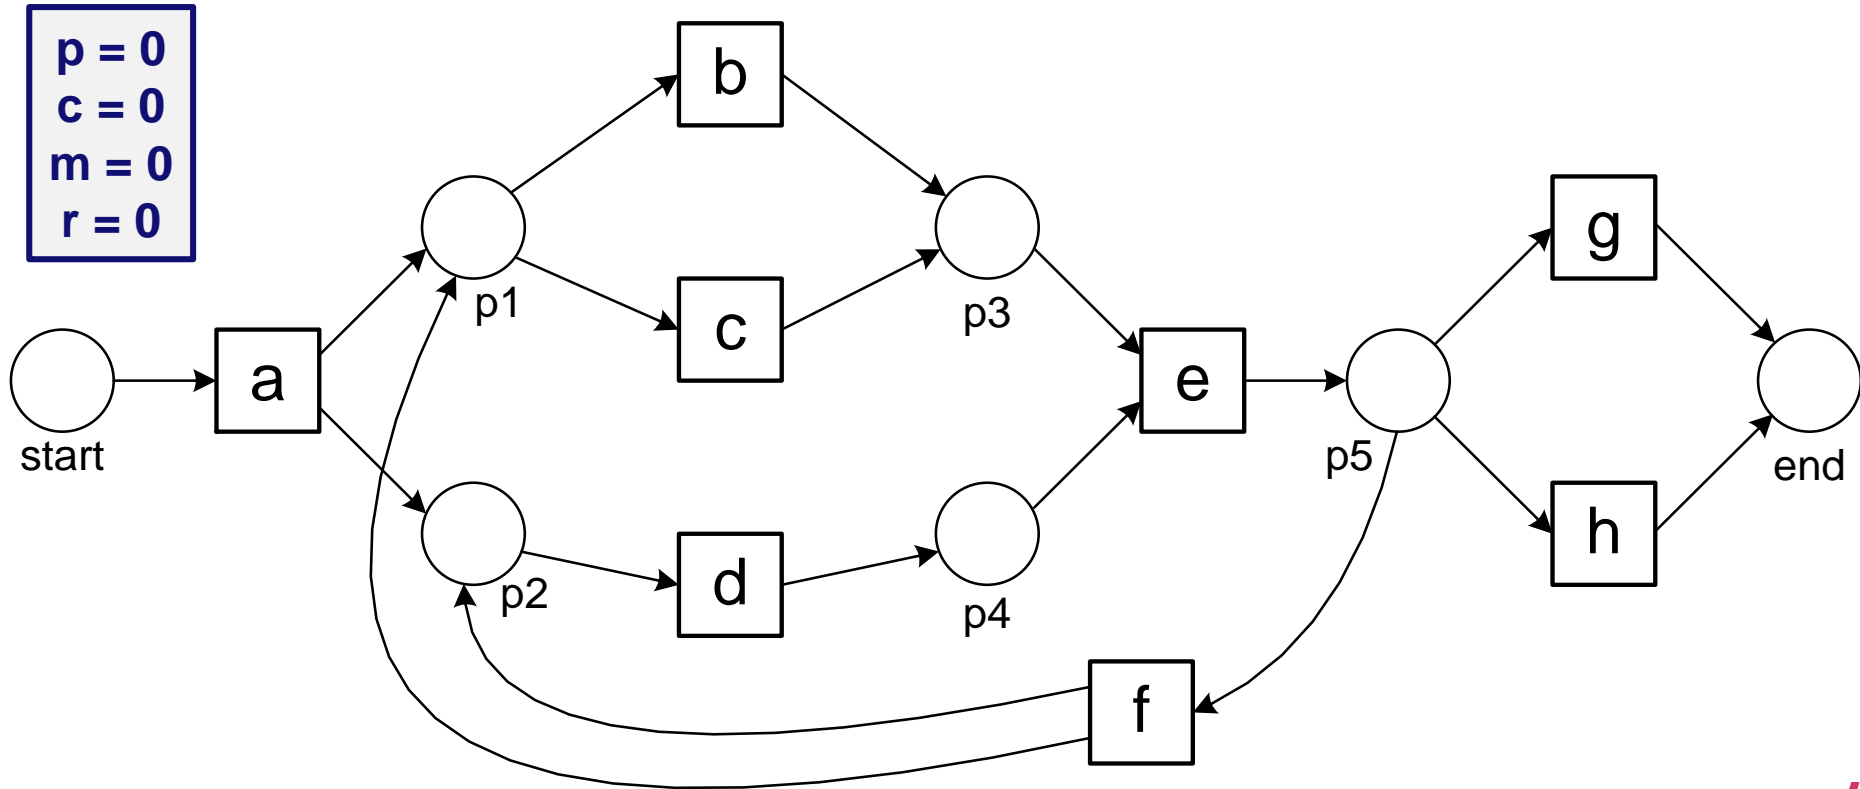 p = 0
c = 0
m = 0
r = 0
b
p1
c
p3
g
start
a
e
p5
end
p2
d
p4
h
f